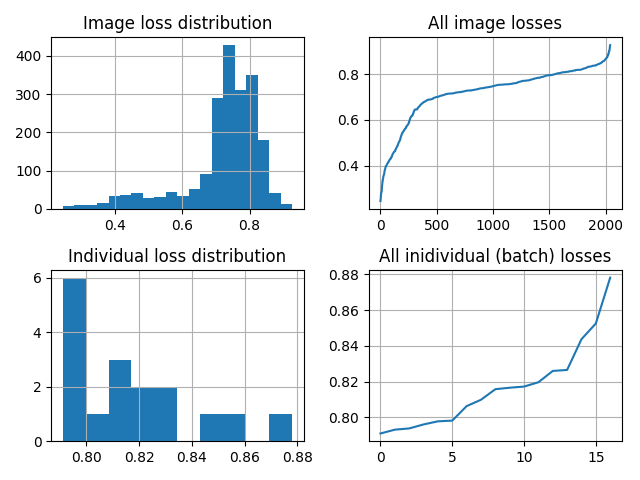 Image loss distribution
400
300
200
100
0
0.4 0.6 0.8
All image losses
0.8
0.6
0.4
0 500 1000 1500 2000
Individual loss distribution
6
4
2
0
0.80 0.82 0.84 0.86 0.88
All inidividual (batch) losses
0.88
0.86
0.84
0.82
0.80
0 5 10 15